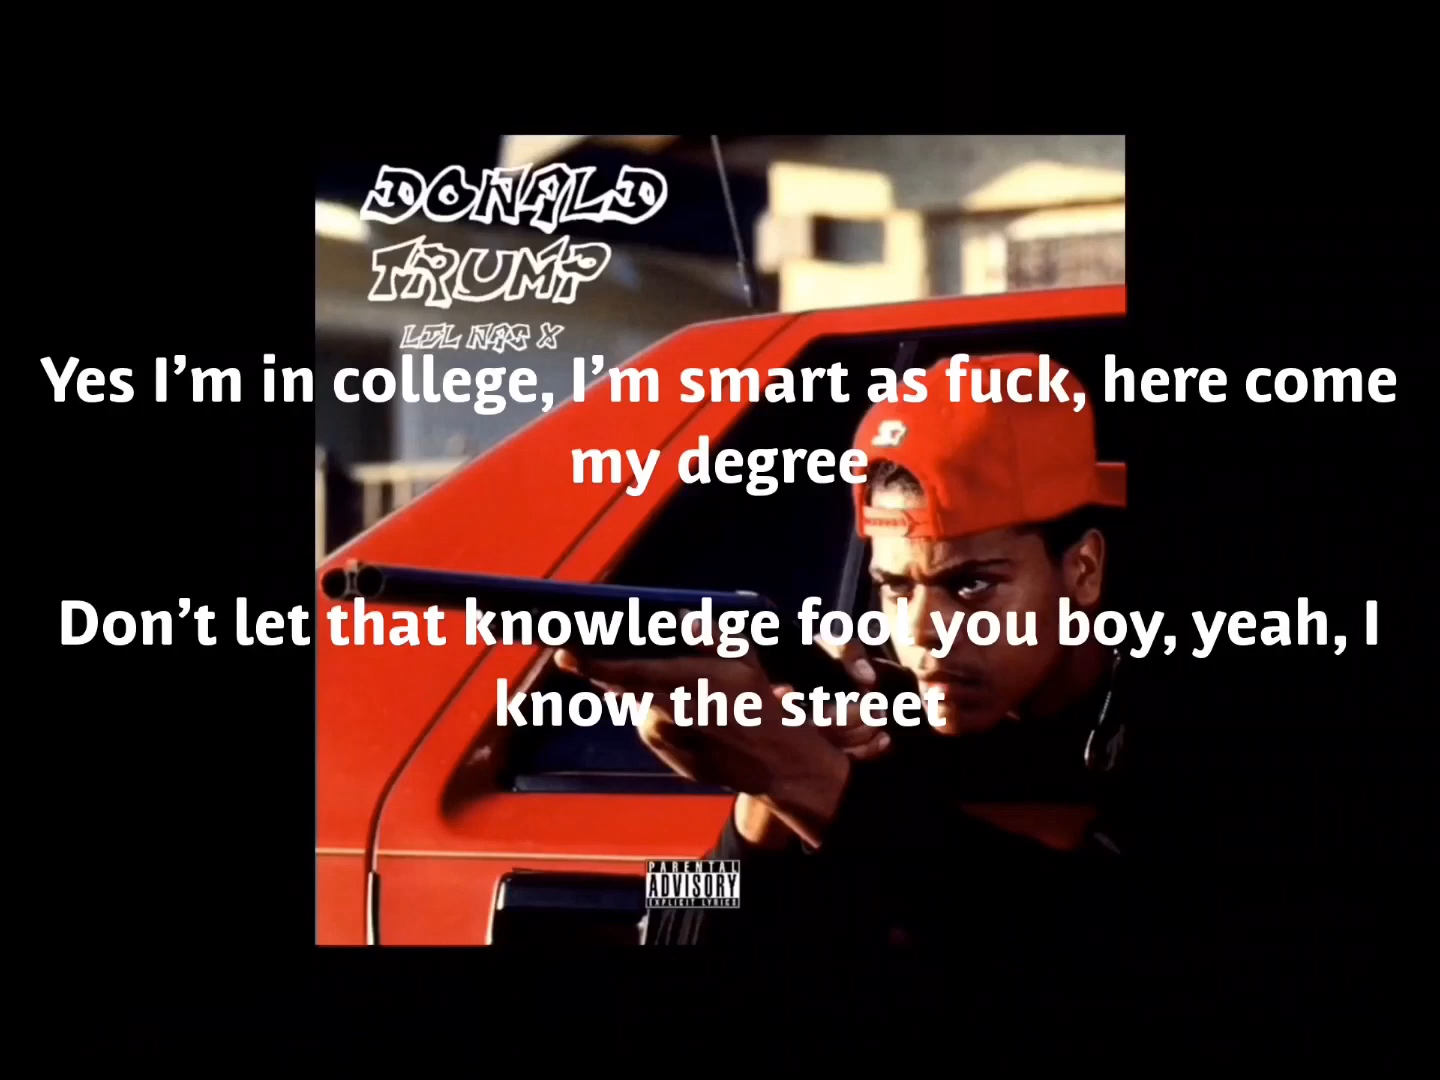 DONALD
TRUMP
LIL NAS X
Yes I’m in college, I’m smart as fuck, here come
my degree
Don’t let that knowledge fool you boy, yeah, I
know the street
PARENTAL
ADVISORY
EXPLICIT LYRICS